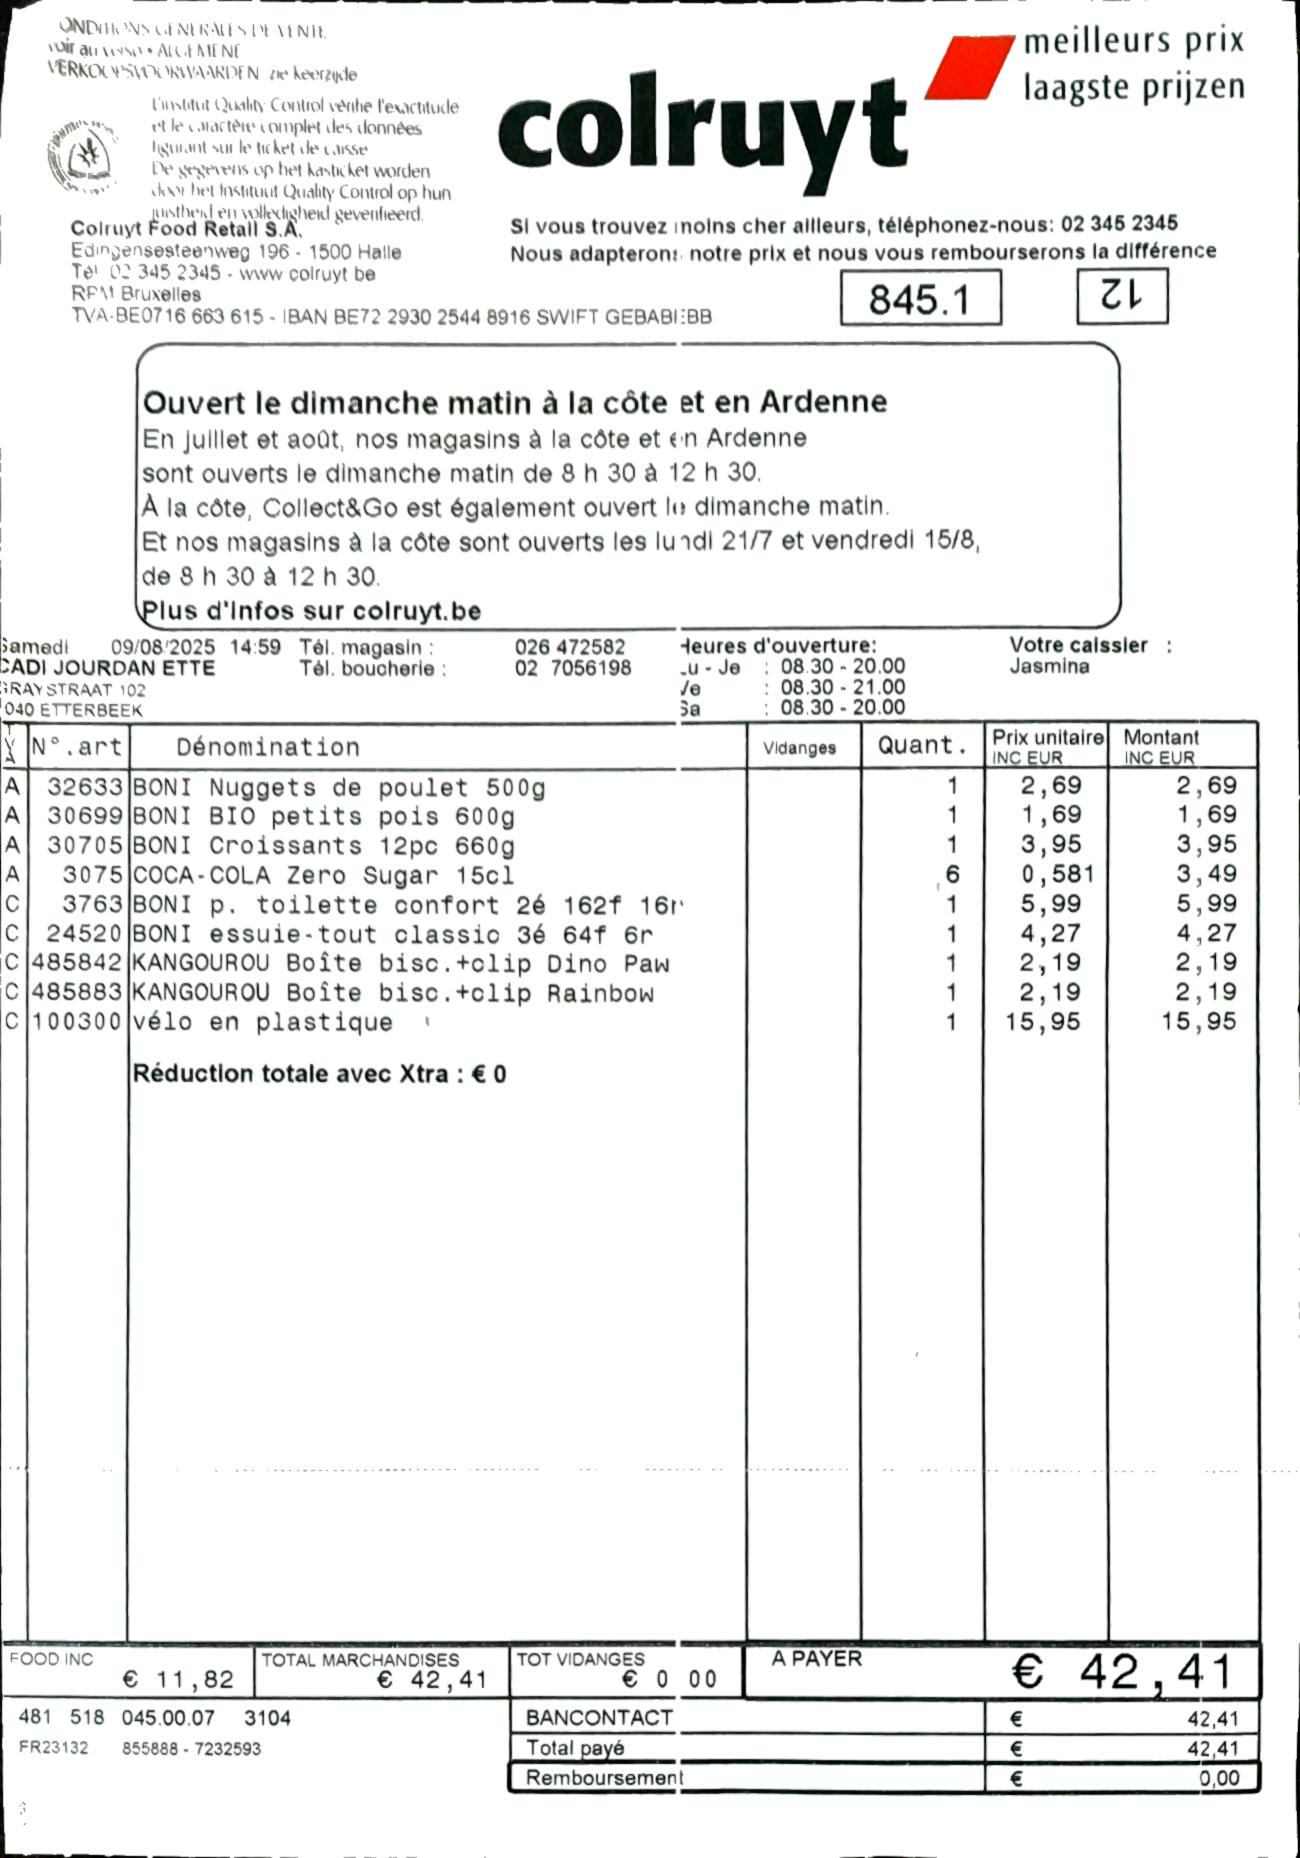 CONDITIONS GENERALES DE VENTE
voir au verso • ALGEMENE
VERKOOPSVOORWAARDEN zie keerzijde
L'institut Quality Control vérifie l'exactitude
et le caractère complet des données
figurant sur le ticket de caisse
De gegevens op het kasticket worden
door het Instituut Quality Control op hun
juistheid en volledigheid geverifieerd.
colruyt
meilleurs prix
laagste prijzen
Colruyt Food Retail S.A.
Edingensesteenweg 196 - 1500 Halle
Tél 02 345 2345 - www colruyt be
RPM Bruxelles
TVA-BE0716 663 615 - IBAN BE72 2930 2544 8916 SWIFT GEBABEBB
Si vous trouvez moins cher ailleurs, téléphonez-nous: 02 345 2345
Nous adapterons notre prix et nous vous rembourserons la différence
845.1
12
Ouvert le dimanche matin à la côte et en Ardenne
En juillet et août, nos magasins à la côte et en Ardenne
sont ouverts le dimanche matin de 8 h 30 à 12 h 30.
À la côte, Collect&Go est également ouvert le dimanche matin.
Et nos magasins à la côte sont ouverts les lundi 21/7 et vendredi 15/8,
de 8 h 30 à 12 h 30.
Plus d'infos sur colruyt.be
Samedi 09/08/2025 14:59 Tél. magasin : 026 472582 Heures d'ouverture: Votre caissier :
CADI JOURDAN ETTE Tél. boucherie : 02 7056198 Lu - Je : 08.30 - 20.00 Jasmina
GRAYSTRAAT 102 Ve : 08.30 - 21.00
040 ETTERBEEK Sa : 08.30 - 20.00
TVA N°.art Dénomination Vidanges Quant. Prix unitaire INC EUR Montant INC EUR
A 32633 BONI Nuggets de poulet 500g 1 2,69 2,69
A 30699 BONI BIO petits pois 600g 1 1,69 1,69
A 30705 BONI Croissants 12pc 660g 1 3,95 3,95
A 3075 COCA-COLA Zero Sugar 15cl 6 0,581 3,49
C 3763 BONI p. toilette confort 2é 162f 16r 1 5,99 5,99
C 24520 BONI essuie-tout classic 3é 64f 6r 1 4,27 4,27
C 485842 KANGOUROU Boîte bisc.+clip Dino Paw 1 2,19 2,19
C 485883 KANGOUROU Boîte bisc.+clip Rainbow 1 2,19 2,19
C 100300 vélo en plastique 1 15,95 15,95
Réduction totale avec Xtra : € 0
FOOD INC € 11,82 TOTAL MARCHANDISES € 42,41 TOT VIDANGES € 0 00 A PAYER € 42,41
481 518 045.00.07 3104 BANCONTACT € 42,41
FR23132 855888 - 7232593 Total payé € 42,41
Remboursement € 0,00